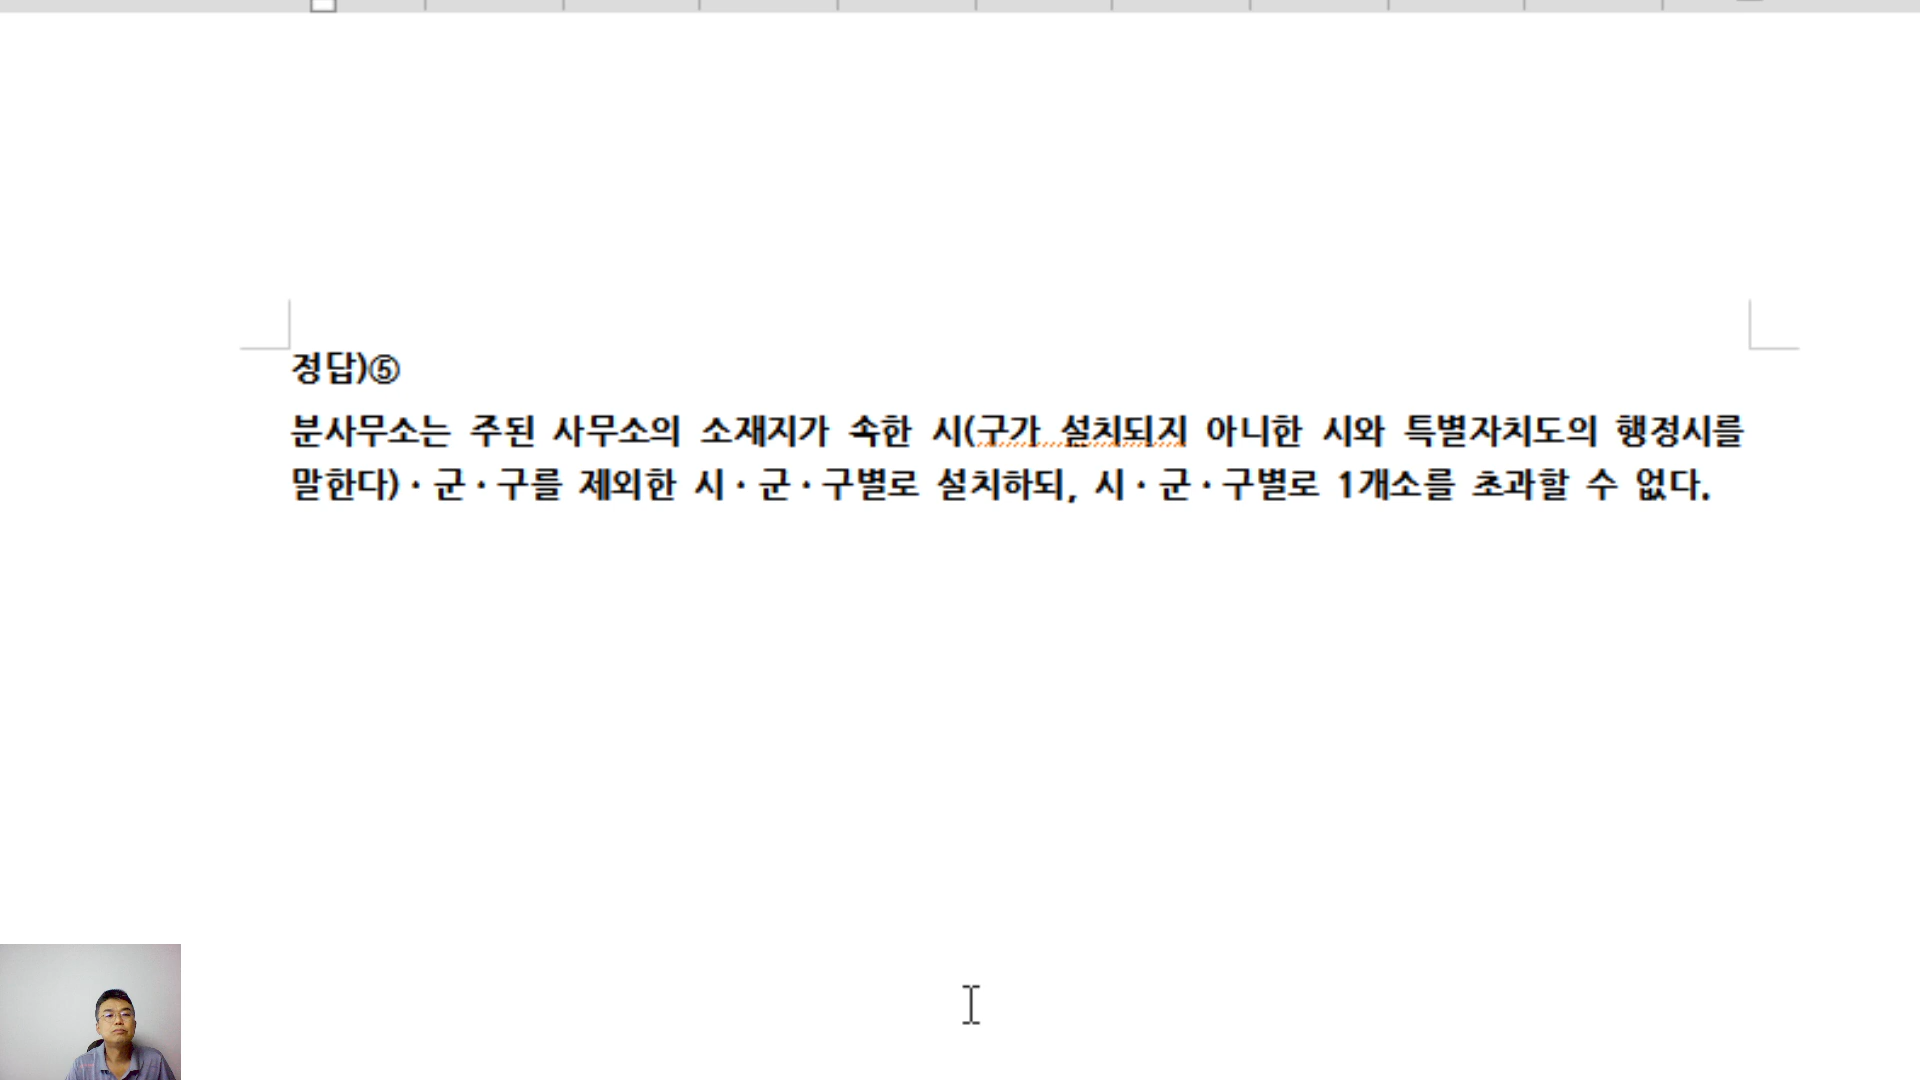 정답)⑤
분사무소는 주된 사무소의 소재지가 속한 시(구가 설치되지 아니한 시와 특별자치도의 행정시를
말한다)·군·구를 제외한 시·군·구별로 설치하되, 시·군·구별로 1개소를 초과할 수 없다.